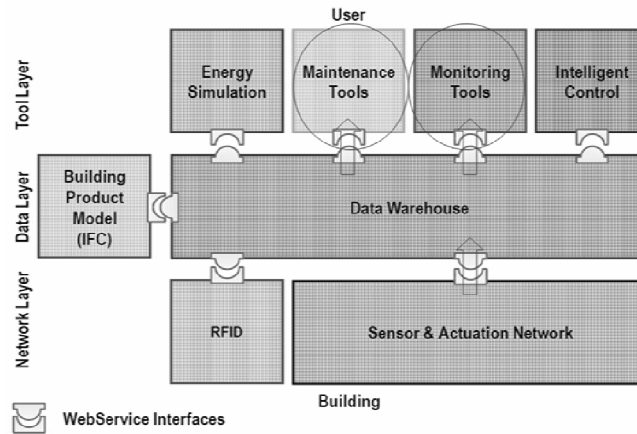 User
Tool Layer
Energy
Simulation
Maintenance
Tools
Monitoring
Tools
Intelligent
Control
Data Layer
Building
Product
Model
(IFC)
Data Warehouse
Network Layer
RFID
Sensor & Actuation Network
Building
WebService Interfaces